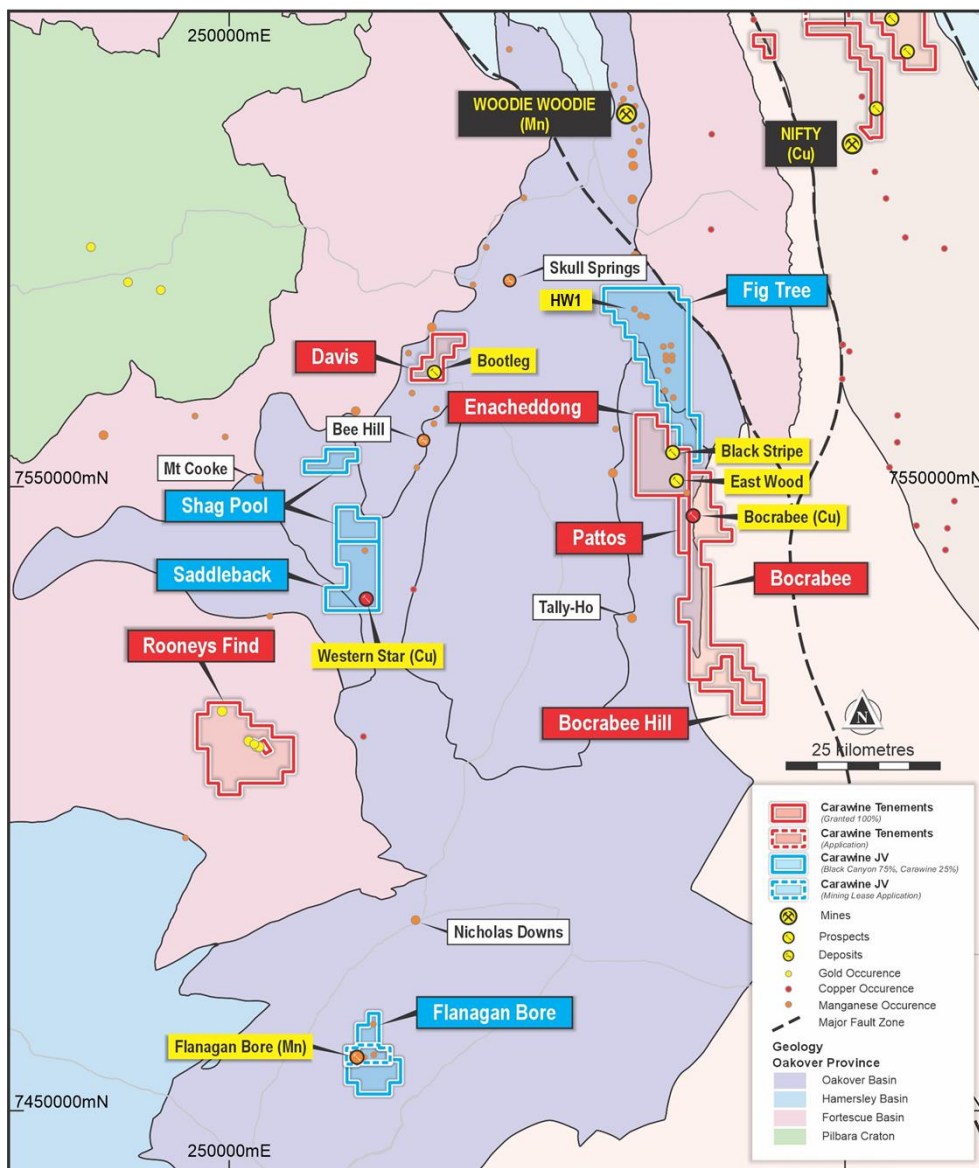 250000mE
WOODIE WOODIE
(Mn)
NIFTY
(Cu)
Skull Springs
HW1
Fig Tree
Davis
Bootleg
Enacheddong
Bee Hill
Black Stripe
Mt Cooke
7550000mN
East Wood
7550000mN
Shag Pool
Bocrabee (Cu)
Pattos
Saddleback
Bocrabee
Tally-Ho
Rooneys Find
Western Star (Cu)
Bocrabee Hill
N
25 kilometres
Carawine Tenements
(Granted 100%)
Carawine Tenements
(Application)
Carawine JV
(Black Canyon 75%, Carawine 25%)
Carawine JV
(Mining Lease Application)
Mines
Prospects
Deposits
Gold Occurence
Copper Occurence
Manganese Occurence
Major Fault Zone
Geology
Oakover Province
Oakover Basin
Hamersley Basin
Fortescue Basin
Pilbara Craton
Nicholas Downs
Flanagan Bore
Flanagan Bore (Mn)
7450000mN
250000mE